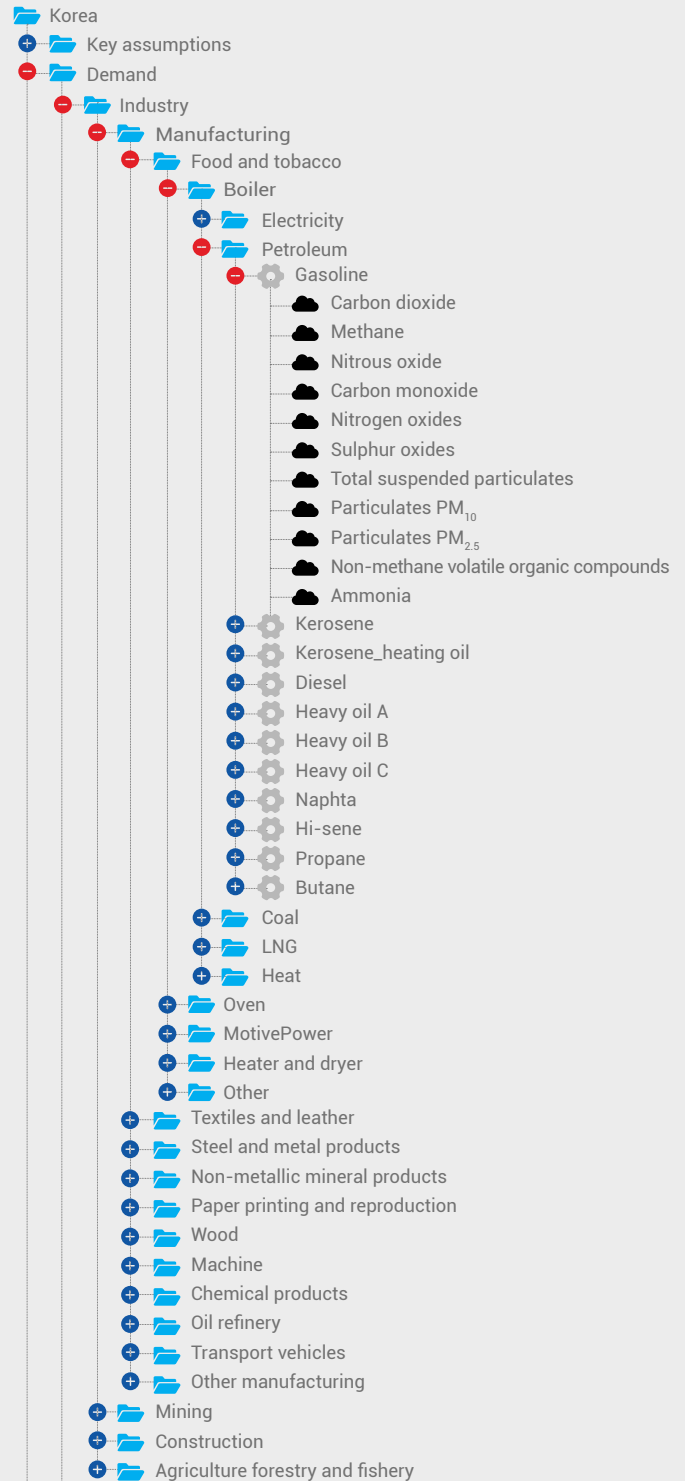 Korea
Key assumptions
Demand
Industry
Manufacturing
Food and tobacco
Boiler
Electricity
Petroleum
Gasoline
Carbon dioxide
Methane
Nitrous oxide
Carbon monoxide
Nitrogen oxides
Sulphur oxides
Total suspended particulates
Particulates PM10
Particulates PM2.5
Non-methane volatile organic compounds
Ammonia
Kerosene
Kerosene_heating oil
Diesel
Heavy oil A
Heavy oil B
Heavy oil C
Naphta
Hi-sene
Propane
Butane
Coal
LNG
Heat
Oven
MotivePower
Heater and dryer
Other
Textiles and leather
Steel and metal products
Non-metallic mineral products
Paper printing and reproduction
Wood
Machine
Chemical products
Oil refinery
Transport vehicles
Other manufacturing
Mining
Construction
Agriculture forestry and fishery